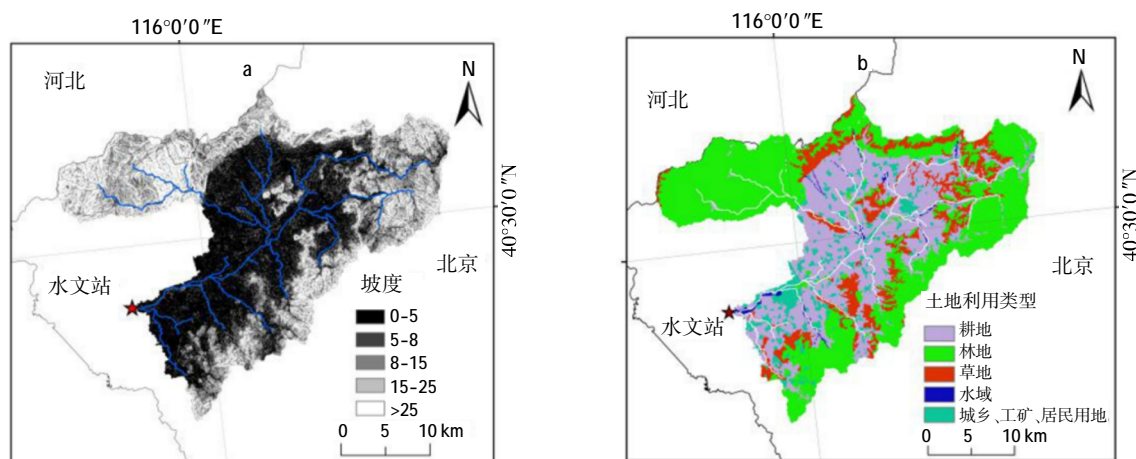 116°0′0″E
a
N
河北
40°30′0″N
北京
水文站
坡度
0-5
5-8
8-15
15-25
>25
0 5 10 km
116°0′0″E
b
N
河北
40°30′0″N
北京
水文站
土地利用类型
耕地
林地
草地
水域
城乡、工矿、居民用地
0 5 10 km